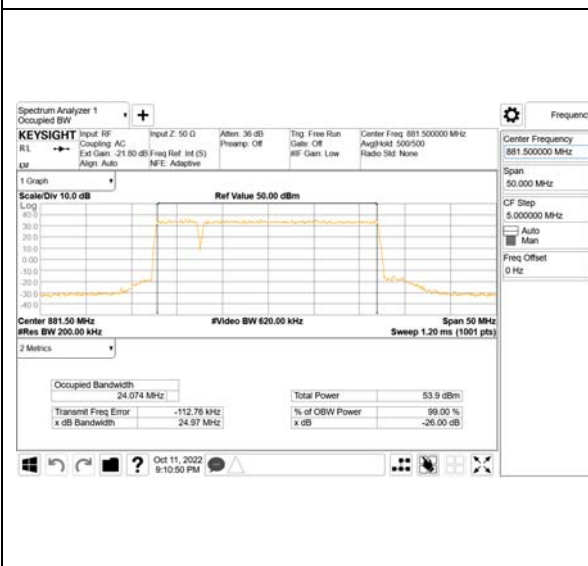 Spectrum Analyzer 1
Occupied BW
Frequency
KEYSIGHT
Input: RF
Coupling: AC
Ext Gain: -21.80 dB
Align: Auto
Input Z: 50 Ω
Freq Ref: Int (S)
NFE: Adaptive
Atten: 36 dB
Preamp: Off
Trig: Free Run
Gate: Off
#IF Gain: Low
Center Freq: 881.500000 MHz
Avg|Hold: 500/500
Radio Std: None
RL
Center Frequency
881.500000 MHz
Span
50.000 MHz
CF Step
5.000000 MHz
Auto
Man
Freq Offset
0 Hz
1 Graph
Scale/Div 10.0 dB
Ref Value 50.00 dBm
Log
40.0
30.0
20.0
10.0
0.00
-10.0
-20.0
-30.0
-40.0
Center 881.50 MHz
#Video BW 620.00 kHz
Span 50 MHz
#Res BW 200.00 kHz
Sweep 1.20 ms (1001 pts)
2 Metrics
Occupied Bandwidth
24.074 MHz
Total Power
53.9 dBm
Transmit Freq Error
-112.76 kHz
% of OBW Power
99.00 %
x dB Bandwidth
24.97 MHz
x dB
-26.00 dB
?
Oct 11, 2022
9:10:50 PM